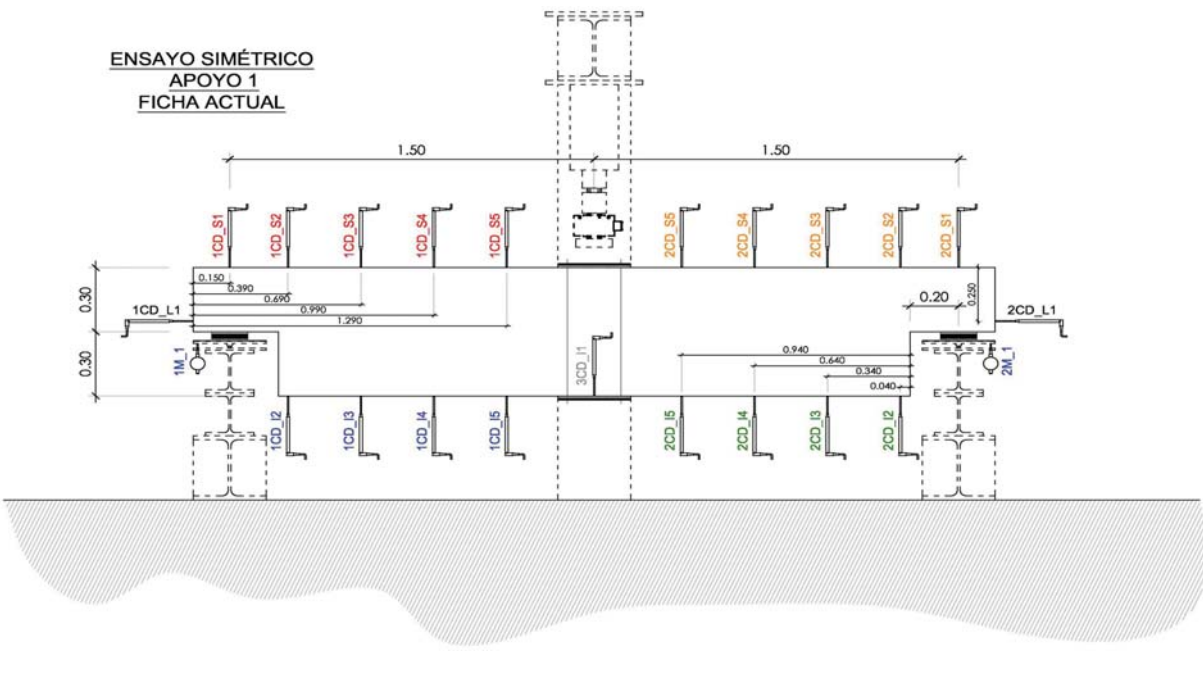 ENSAYO SIMÉTRICO
APOYO 1
FICHA ACTUAL
1.50
1.50
1CD_S1
1CD_S2
1CD_S3
1CD_S4
1CD_S5
2CD_S5
2CD_S4
2CD_S3
2CD_S2
2CD_S1
0.30
0.150
0.390
0.690
0.990
1.290
0.20
0.250
1CD_L1
2CD_L1
0.30
1M_1
3CD_I1
0.940
0.640
0.340
0.040
2M_1
1CD_I2
1CD_I3
1CD_I4
1CD_I5
2CD_I5
2CD_I4
2CD_I3
2CD_I2